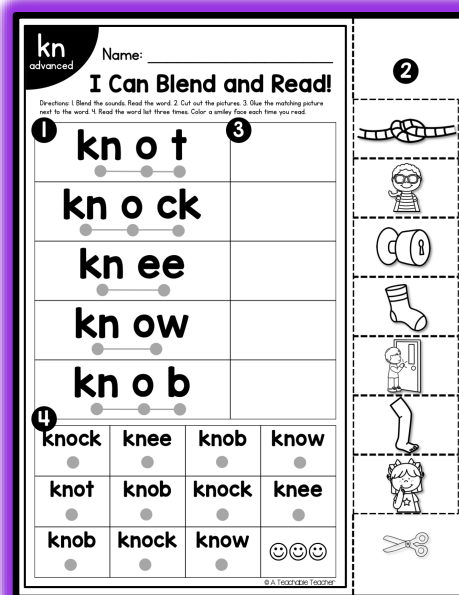 kn
advanced
Name:
I Can Blend and Read!
Directions: 1. Blend the sounds. Read the word. 2. Cut out the pictures. 3. Glue the matching picture
next to the word. 4. Read the word list three times. Color a smiley face each time you read.
1
2
3
kn o t
kn o ck
kn ee
kn ow
kn o b
4
knock knee knob know
knot knob knock knee
knob knock know
© A Teachable Teacher